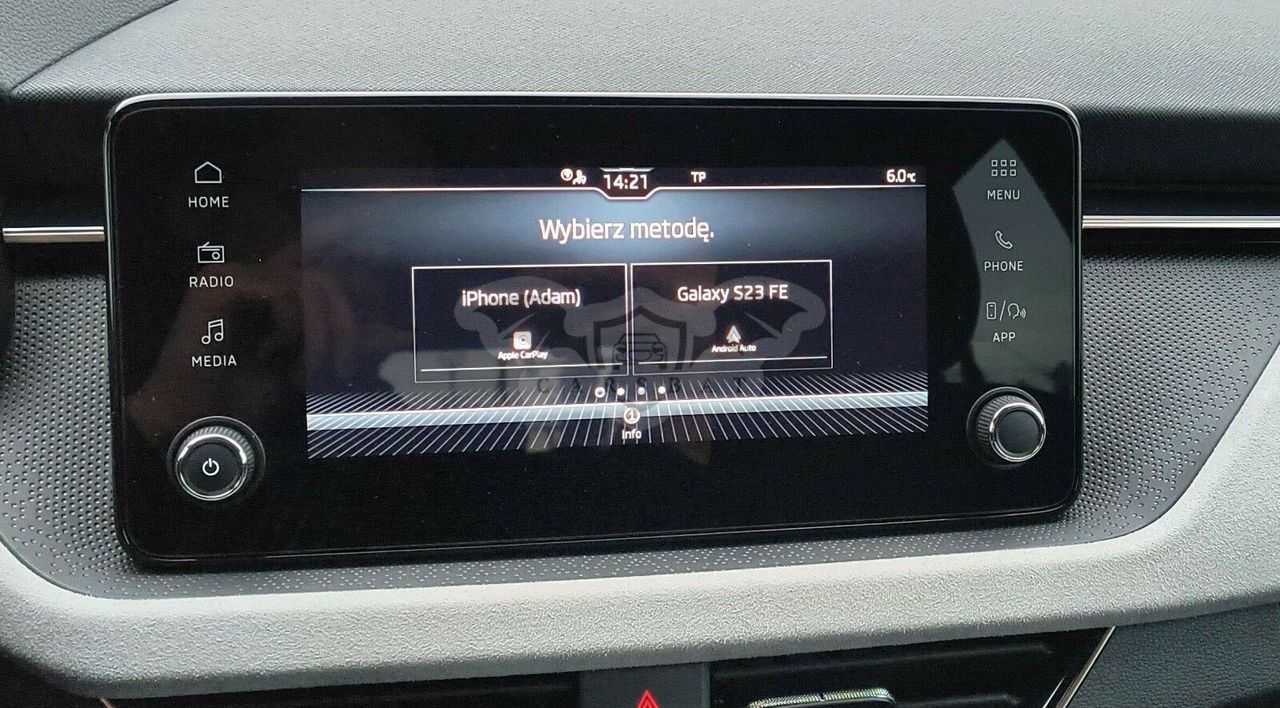 HOME
RADIO
MEDIA
14:21
TP
6.0°C
Wybierz metodę.
iPhone (Adam)
Apple CarPlay
Galaxy S23 FE
Android Auto
Info
MENU
PHONE
APP